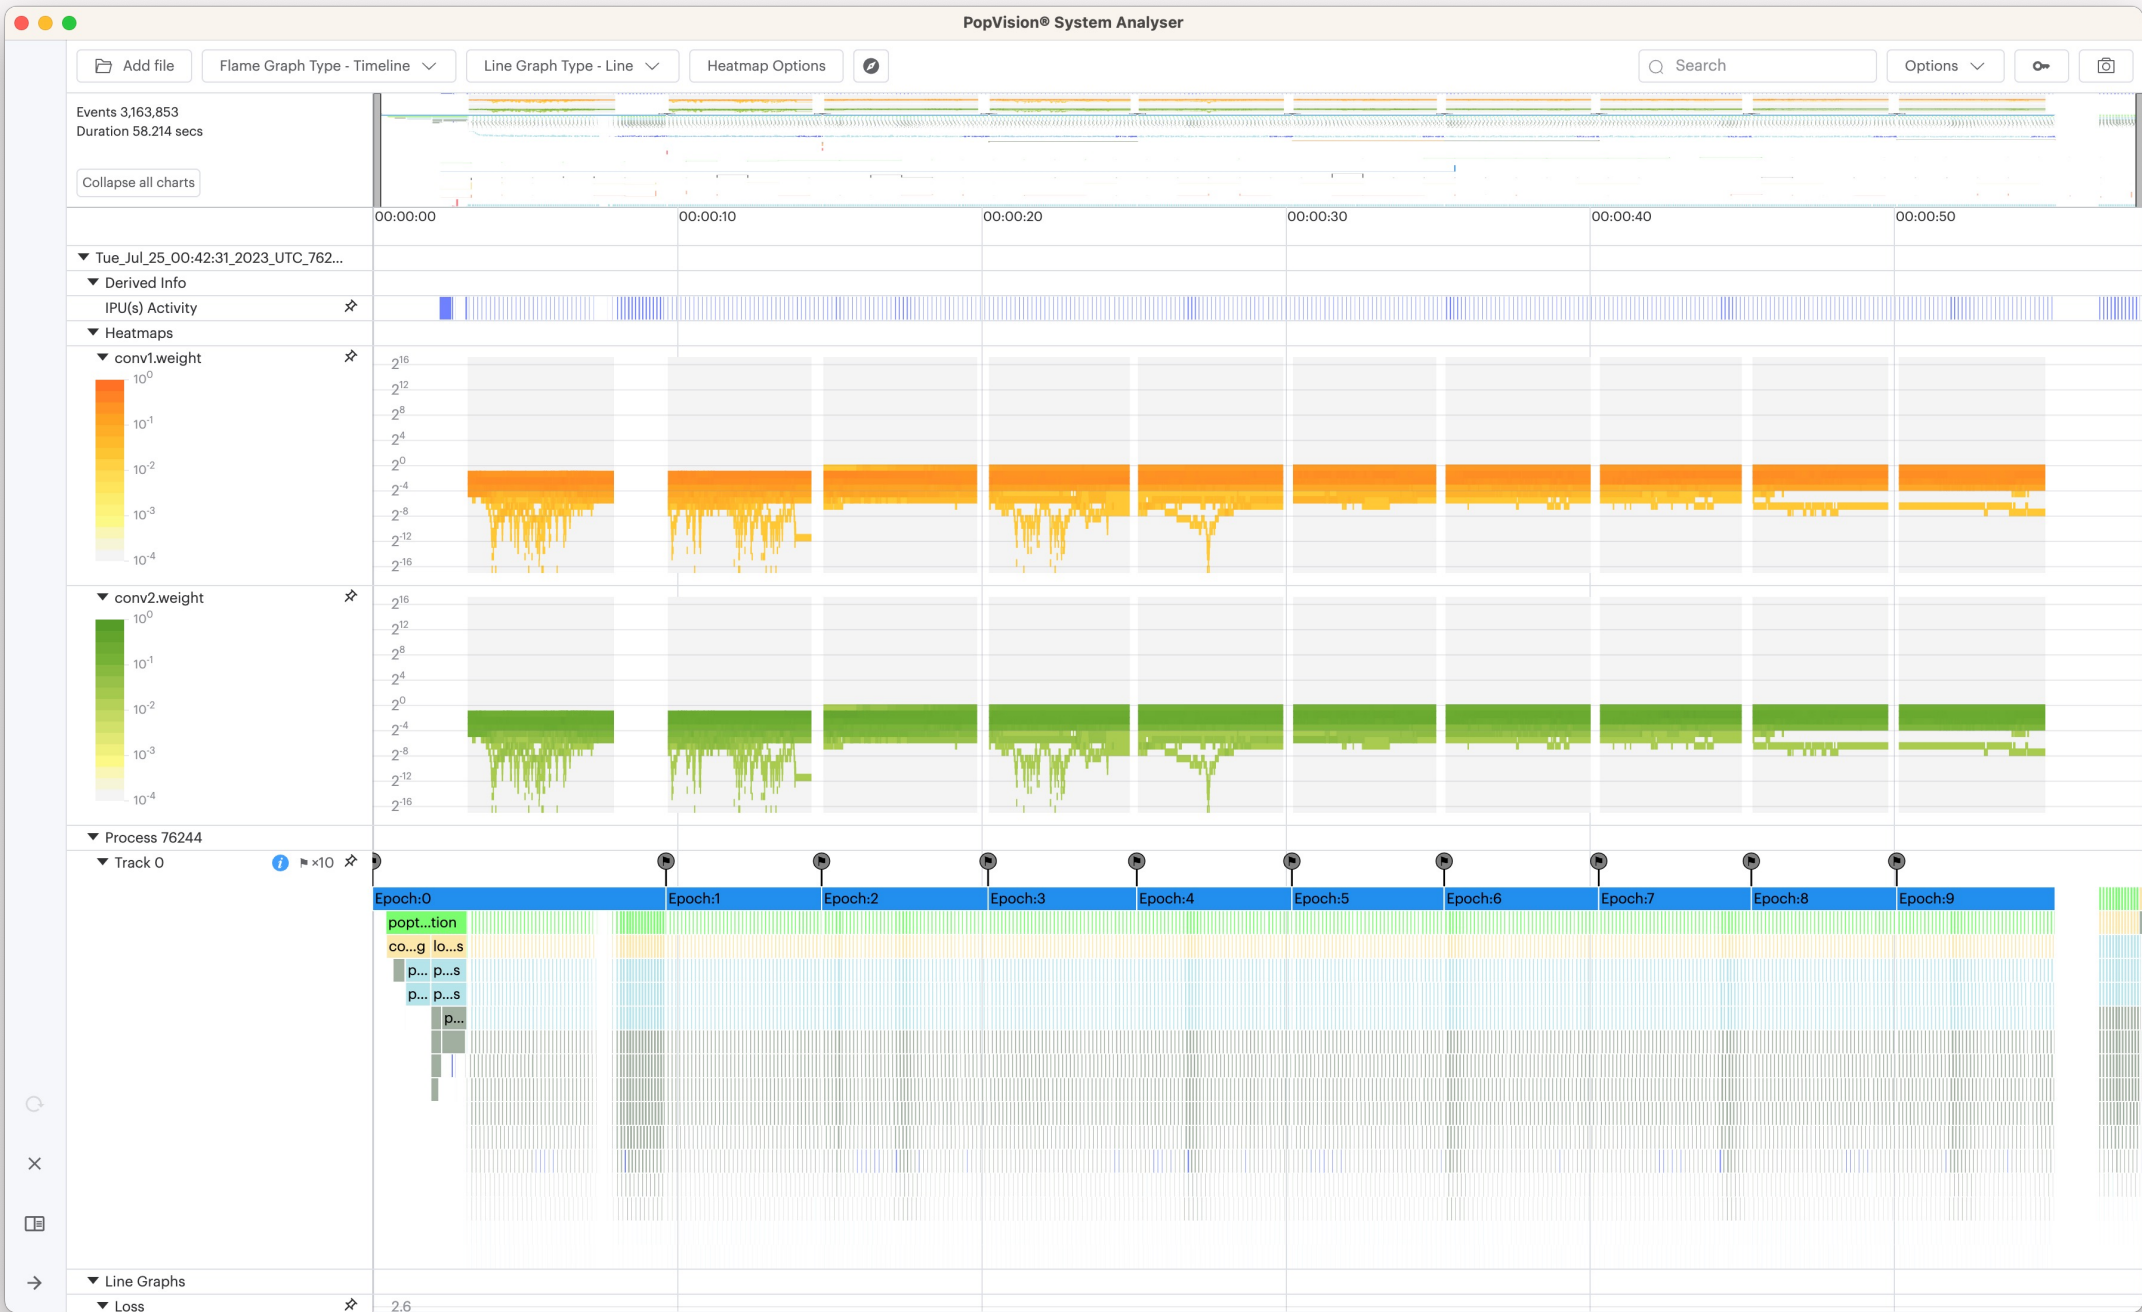 PopVision® System Analyser
Add file
Flame Graph Type - Timeline
Line Graph Type - Line
Heatmap Options
Search
Options
Events 3,163,853
Duration 58.214 secs
Collapse all charts
00:00:00 00:00:10 00:00:20 00:00:30 00:00:40 00:00:50
Tue_Jul_25_00:42:31_2023_UTC_762...
Derived Info
IPU(s) Activity
Heatmaps
conv1.weight
10⁰
10⁻¹
10⁻²
10⁻³
10⁻⁴
2¹⁶
2¹²
2⁸
2⁴
2⁰
2⁻⁴
2⁻⁸
2⁻¹²
2⁻¹⁶
conv2.weight
10⁰
10⁻¹
10⁻²
10⁻³
10⁻⁴
2¹⁶
2¹²
2⁸
2⁴
2⁰
2⁻⁴
2⁻⁸
2⁻¹²
2⁻¹⁶
Process 76244
Track 0
×10
Epoch:0 Epoch:1 Epoch:2 Epoch:3 Epoch:4 Epoch:5 Epoch:6 Epoch:7 Epoch:8 Epoch:9
popt...tion
co...g lo...s
p... p...s
p... p...s
p...
Line Graphs
Loss
2.6